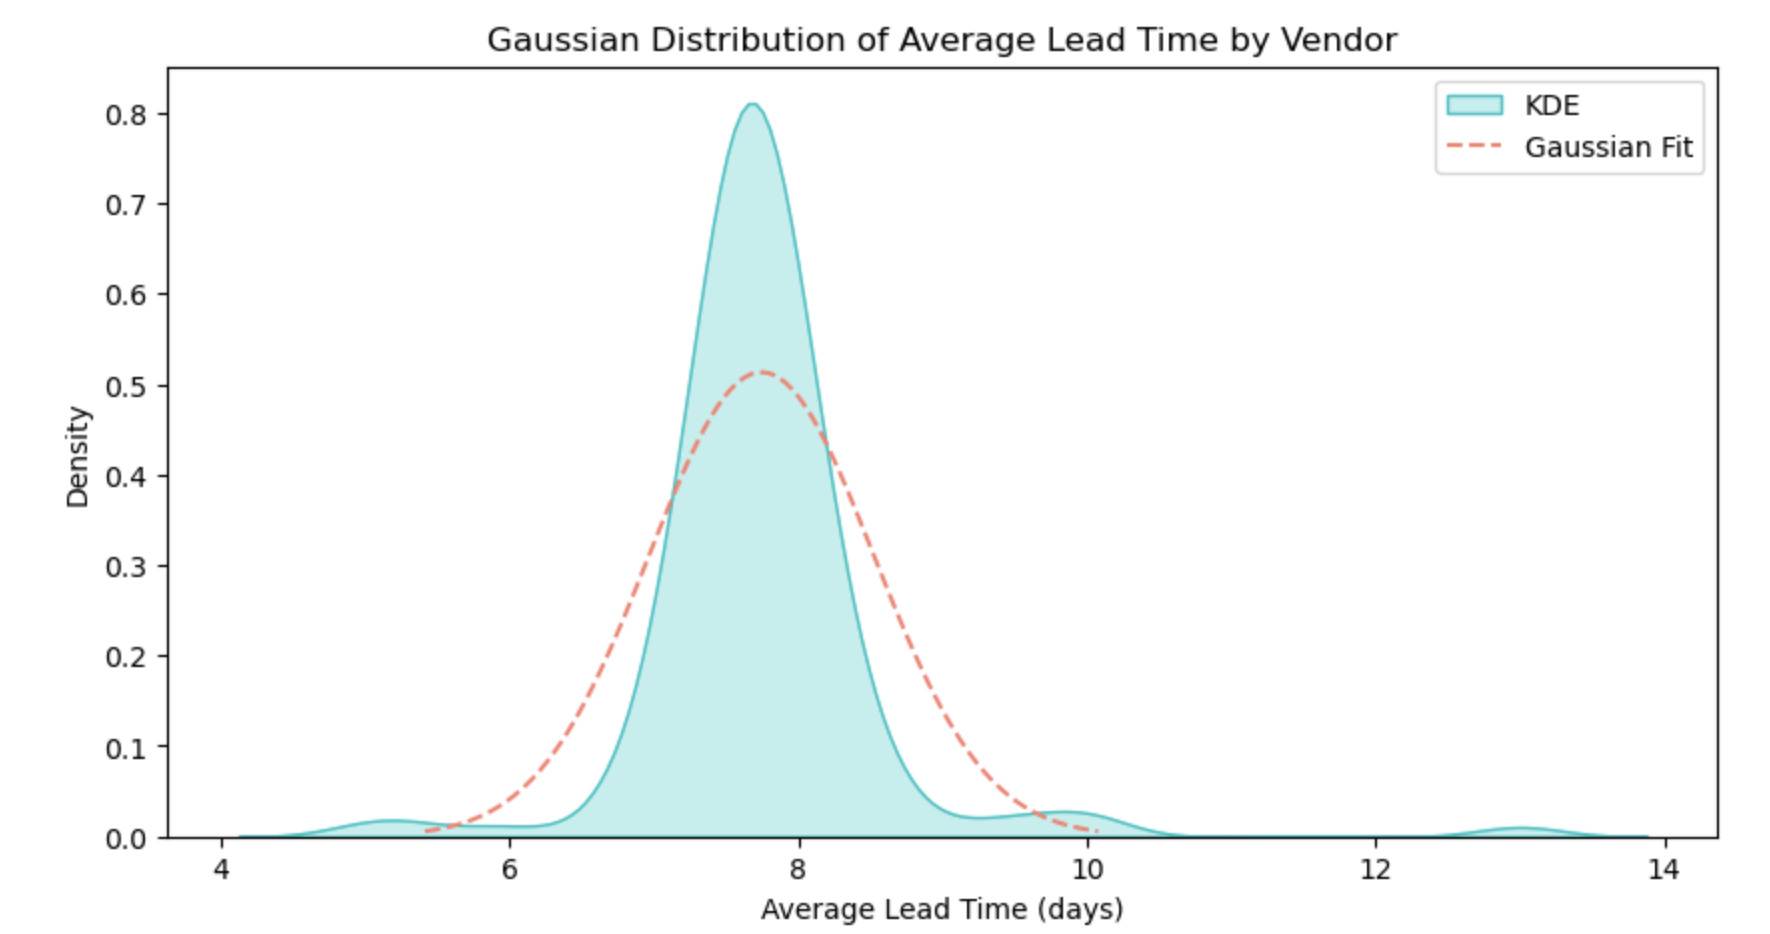 Gaussian Distribution of Average Lead Time by Vendor
KDE
Gaussian Fit
0.8
0.7
0.6
0.5
0.4
0.3
0.2
0.1
0.0
Density
4 6 8 10 12 14
Average Lead Time (days)